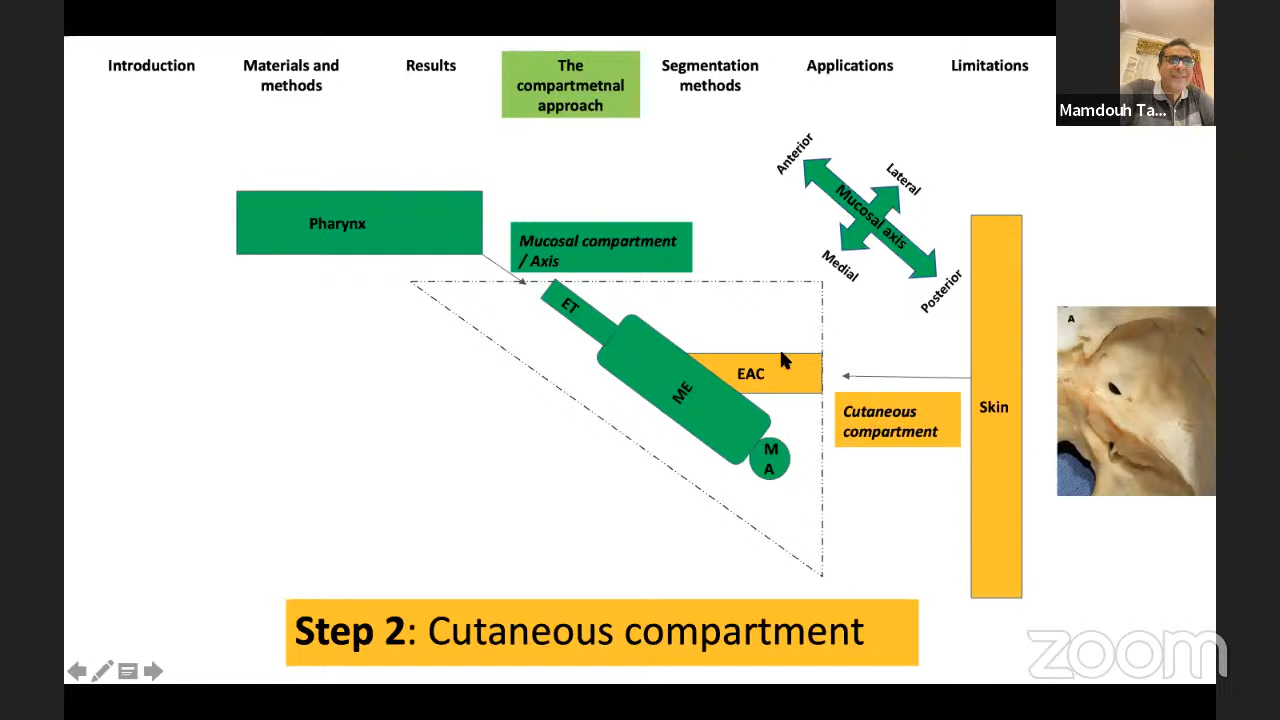 Introduction
Materials and
methods
Results
The
compartmetnal
approach
Segmentation
methods
Applications
Limitations
Mamdouh Ta...
Anterior
Lateral
Mucosal axis
Medial
Posterior
Pharynx
Mucosal compartment
/ Axis
ET
ME
EAC
M
A
Cutaneous
compartment
Skin
A
Step 2: Cutaneous compartment
zoom